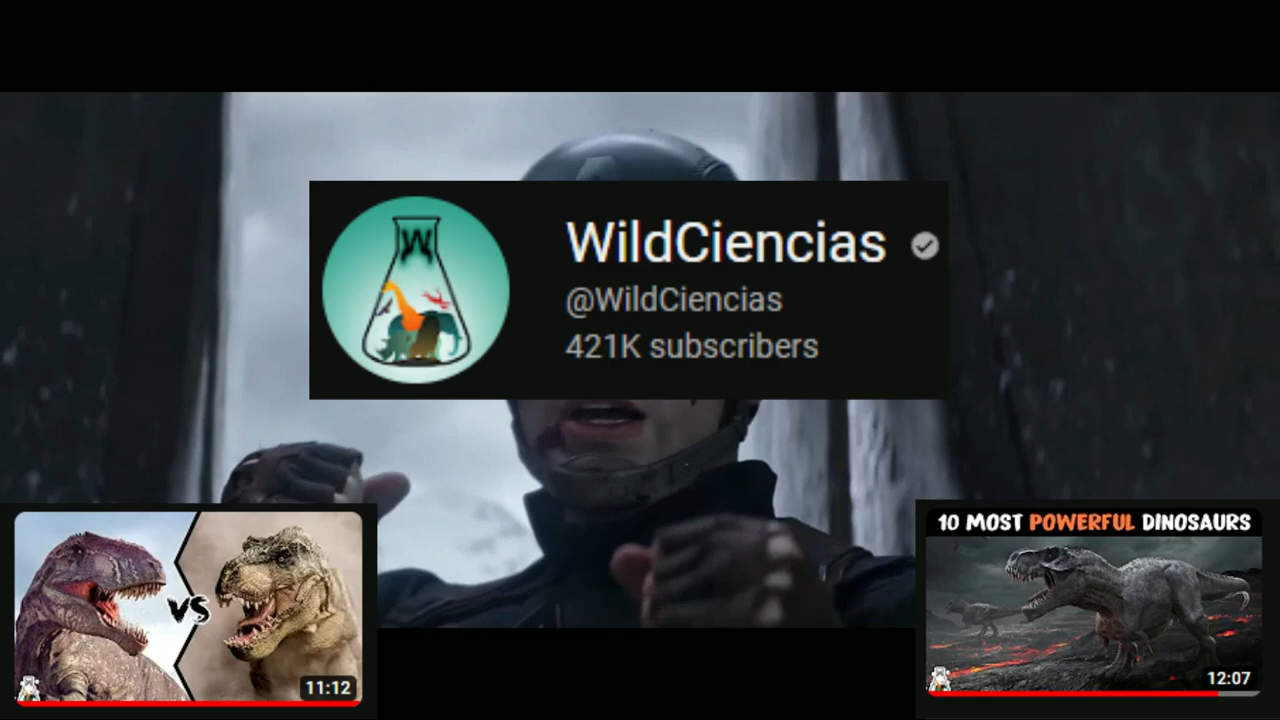 W
WildCiencias
@WildCiencias
421K subscribers
VS
11:12
10 MOST POWERFUL DINOSAURS
12:07